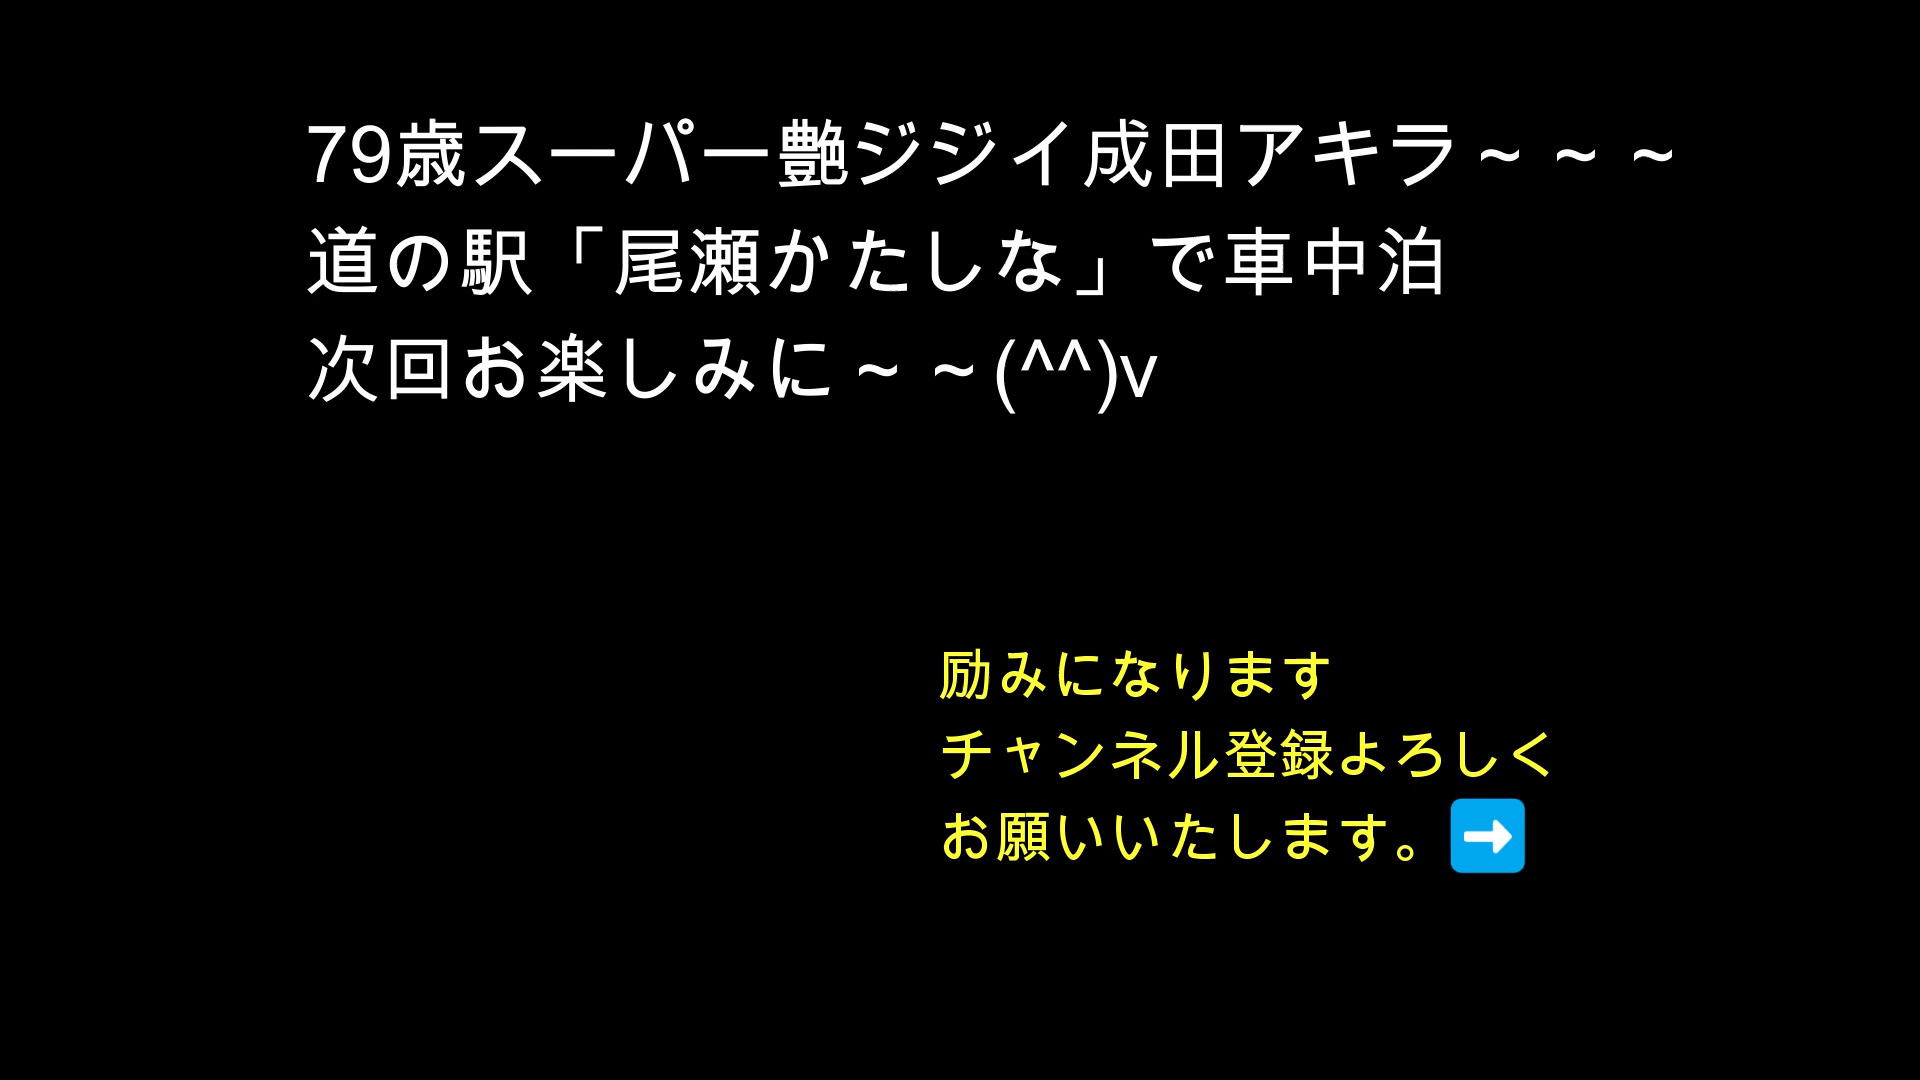 79歳スーパー艶ジジイ成田アキラ~~~
道の駅「尾瀬かたしな」で車中泊
次回お楽しみに~~(^^)v
励みになります
チャンネル登録よろしく
お願いいたします。➡